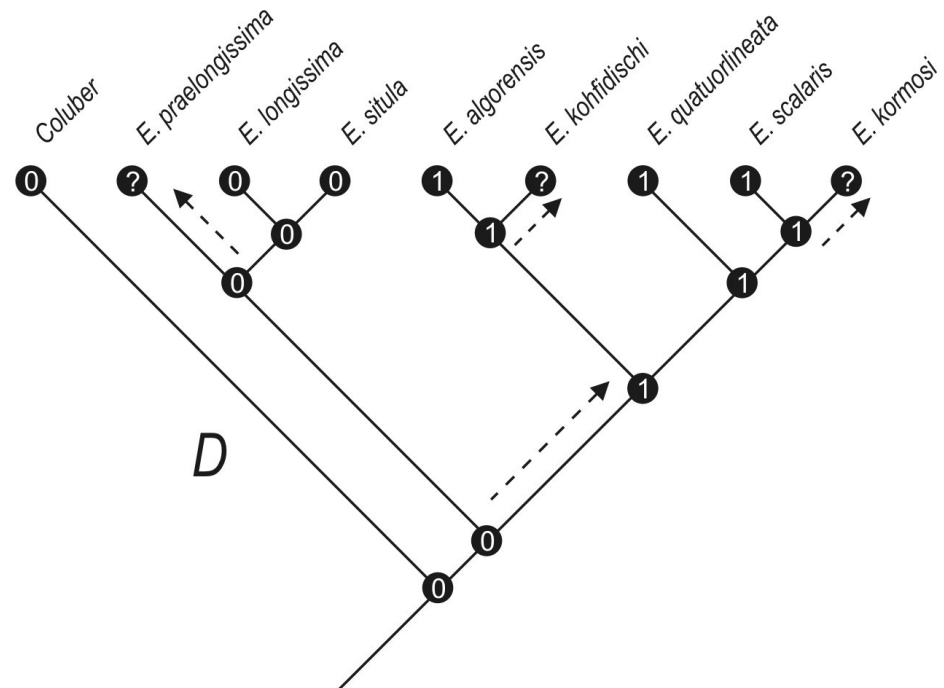 Coluber
E. praelongissima
E. longissima
E. situla
E. algorensis
E. kohfidischi
E. quatuorlineata
E. scalaris
E. kormosi
0 ? 0 0 1 ? 1 1 ?
0 1 1
0 1
1
D
0
0